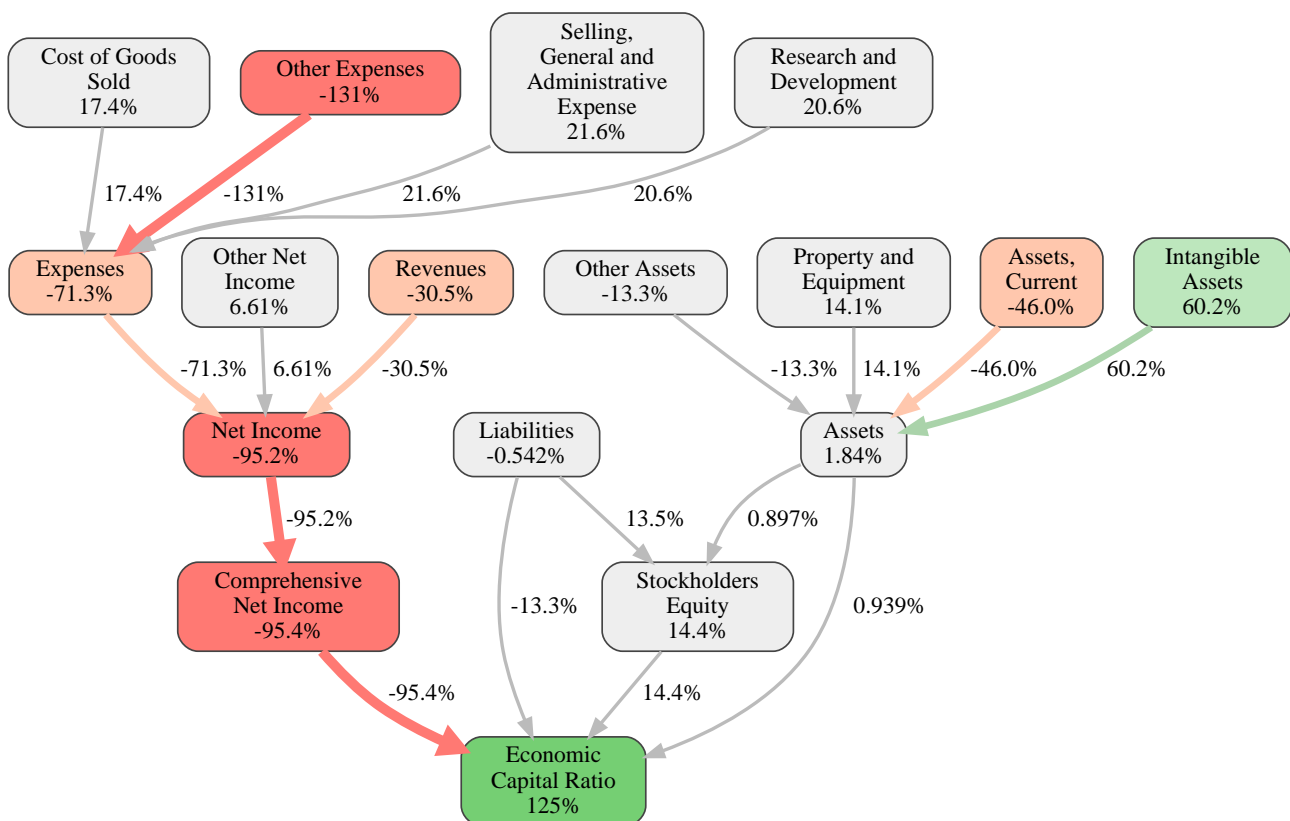 Cost of Goods
Sold
17.4%
Other Expenses
-131%
Selling,
General and
Administrative
Expense
21.6%
Research and
Development
20.6%
17.4%
-131%
21.6%
20.6%
Expenses
-71.3%
Other Net
Income
6.61%
Revenues
-30.5%
Other Assets
-13.3%
Property and
Equipment
14.1%
Assets,
Current
-46.0%
Intangible
Assets
60.2%
-71.3%
6.61%
-30.5%
-13.3%
14.1%
-46.0%
60.2%
Net Income
-95.2%
Liabilities
-0.542%
Assets
1.84%
-95.2%
13.5%
0.897%
Comprehensive
Net Income
-95.4%
-13.3%
Stockholders
Equity
14.4%
0.939%
-95.4%
14.4%
Economic
Capital Ratio
125%